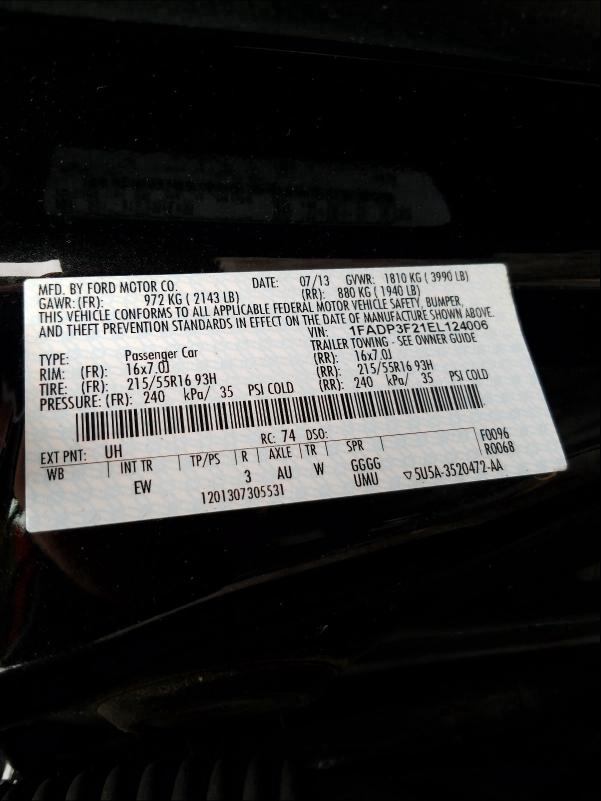 MFD. BY FORD MOTOR CO. DATE: 07/13 GVWR: 1810 KG ( 3990 LB)
GAWR: (FR): 972 KG ( 2143 LB) (RR): 880 KG ( 1940 LB)
THIS VEHICLE CONFORMS TO ALL APPLICABLE FEDERAL MOTOR VEHICLE SAFETY, BUMPER,
AND THEFT PREVENTION STANDARDS IN EFFECT ON THE DATE OF MANUFACTURE SHOWN ABOVE.
VIN: 1FADP3F21EL124006
TYPE: Passenger Car TRAILER TOWING - SEE OWNER GUIDE
RIM: (FR): 16x7.0J (RR): 16x7.0J
TIRE: (FR): 215/55R16 93H (RR): 215/55R16 93H
PRESSURE: (FR): 240 kPa/ 35 PSI COLD (RR): 240 kPa/ 35 PSI COLD
EXT PNT: UH RC: 74 DSO: F0096
WB INT TR TP/PS R AXLE TR SPR R0068
EW 3 AU W GGGG
UMU ▽5U5A-3520472-AA
1201307305531